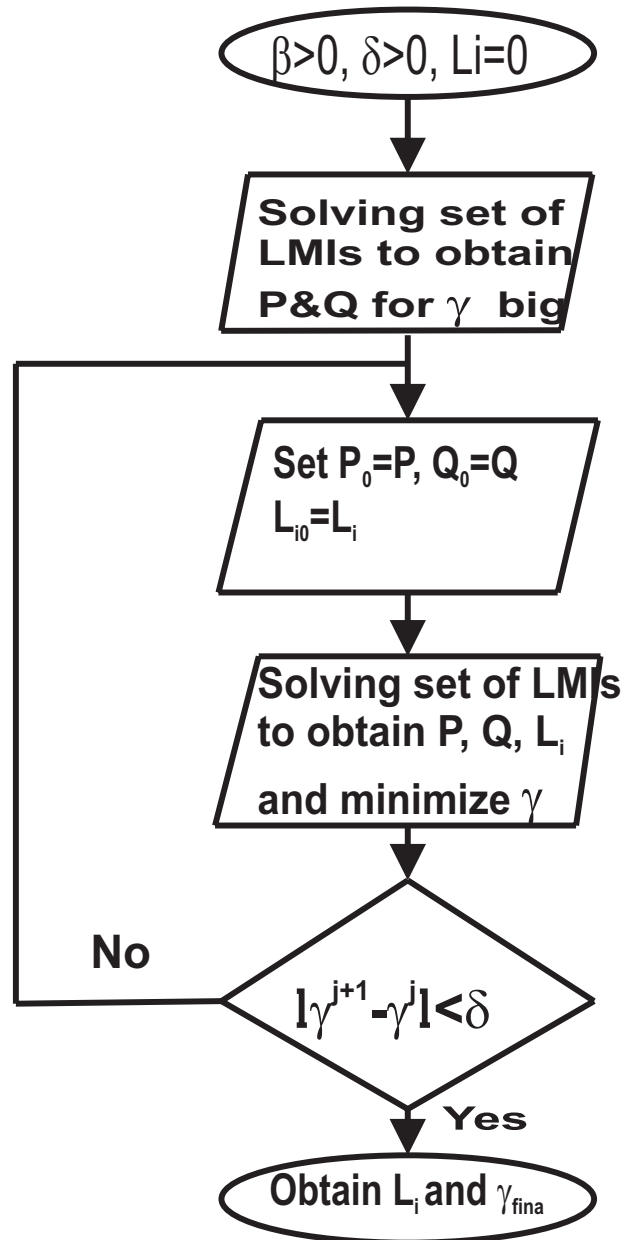 β>0, δ>0, Li=0
Solving set of
LMIs to obtain
P&Q for γ big
Set P₀=P, Q₀=Q
Lᵢ₀=Lᵢ
Solving set of LMIs
to obtain P, Q, Lᵢ
and minimize γ
No
lγʲ⁺¹-γʲl<δ
Yes
Obtain Lᵢ and γfina